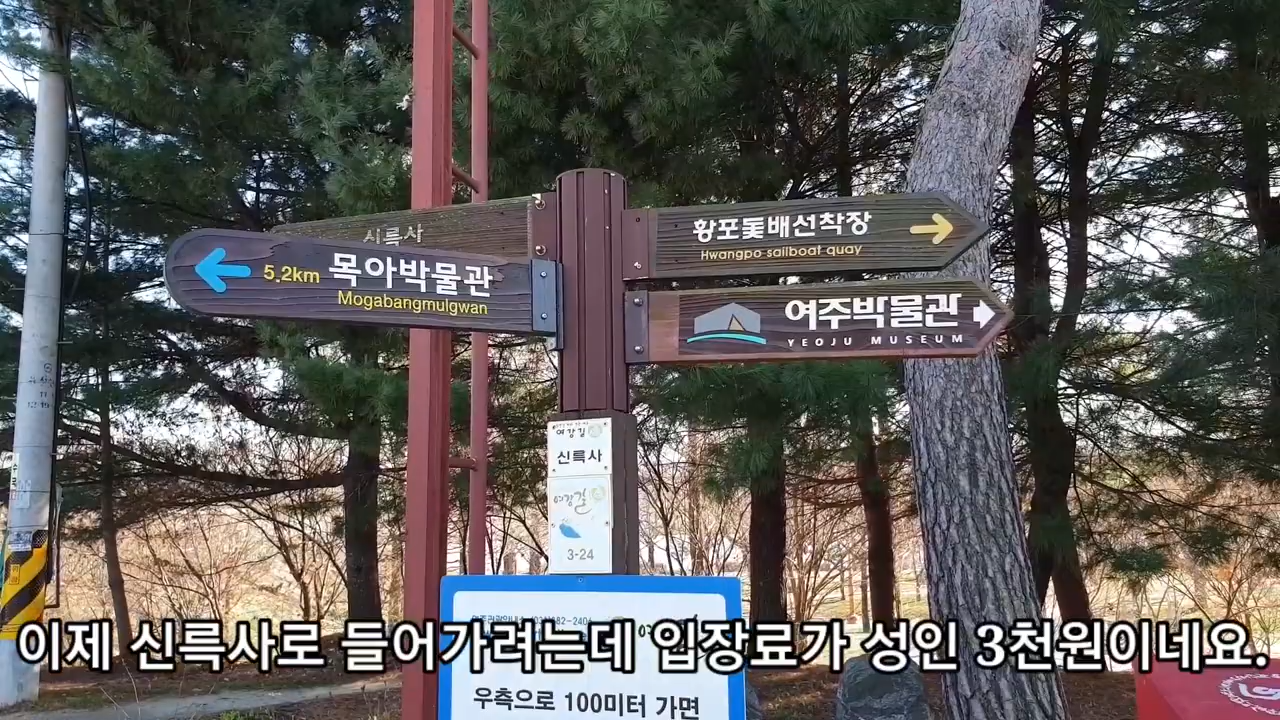 신륵사
5.2km 목아박물관
Mogabangmulgwan
황포돛배선착장
Hwangpo sailboat quay
여주박물관
YEOJU MUSEUM
여강길
신륵사
여강길
3-24
이제 신륵사로 들어가려는데 입장료가 성인 3천원이네요.
우측으로 100미터 가면